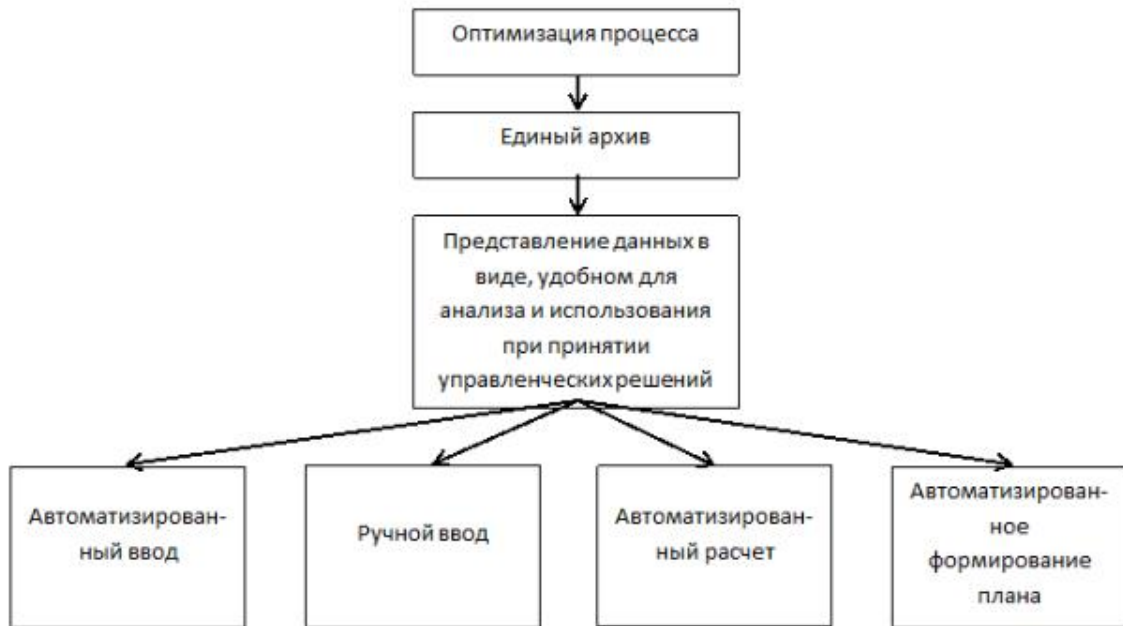 Оптимизация процесса
Единый архив
Представление данных в
виде, удобном для
анализа и использования
при принятии
управленческих решений
Автоматизирован-
ный ввод
Ручной ввод
Автоматизирован-
ный расчет
Автоматизирован-
ное
формирование
плана